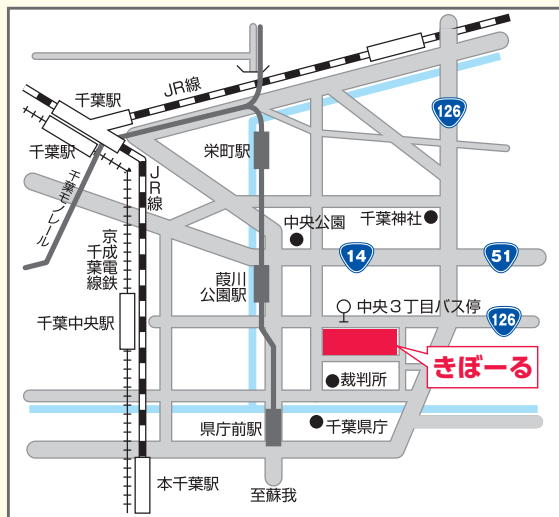 千葉駅
JR線
126
千葉駅
栄町駅
千葉モノレール
JR線
京成電鉄
千葉線
中央公園
千葉神社
14
51
葭川
公園駅
中央3丁目バス停
126
千葉中央駅
きぼーる
裁判所
県庁前駅
千葉県庁
本千葉駅
至蘇我